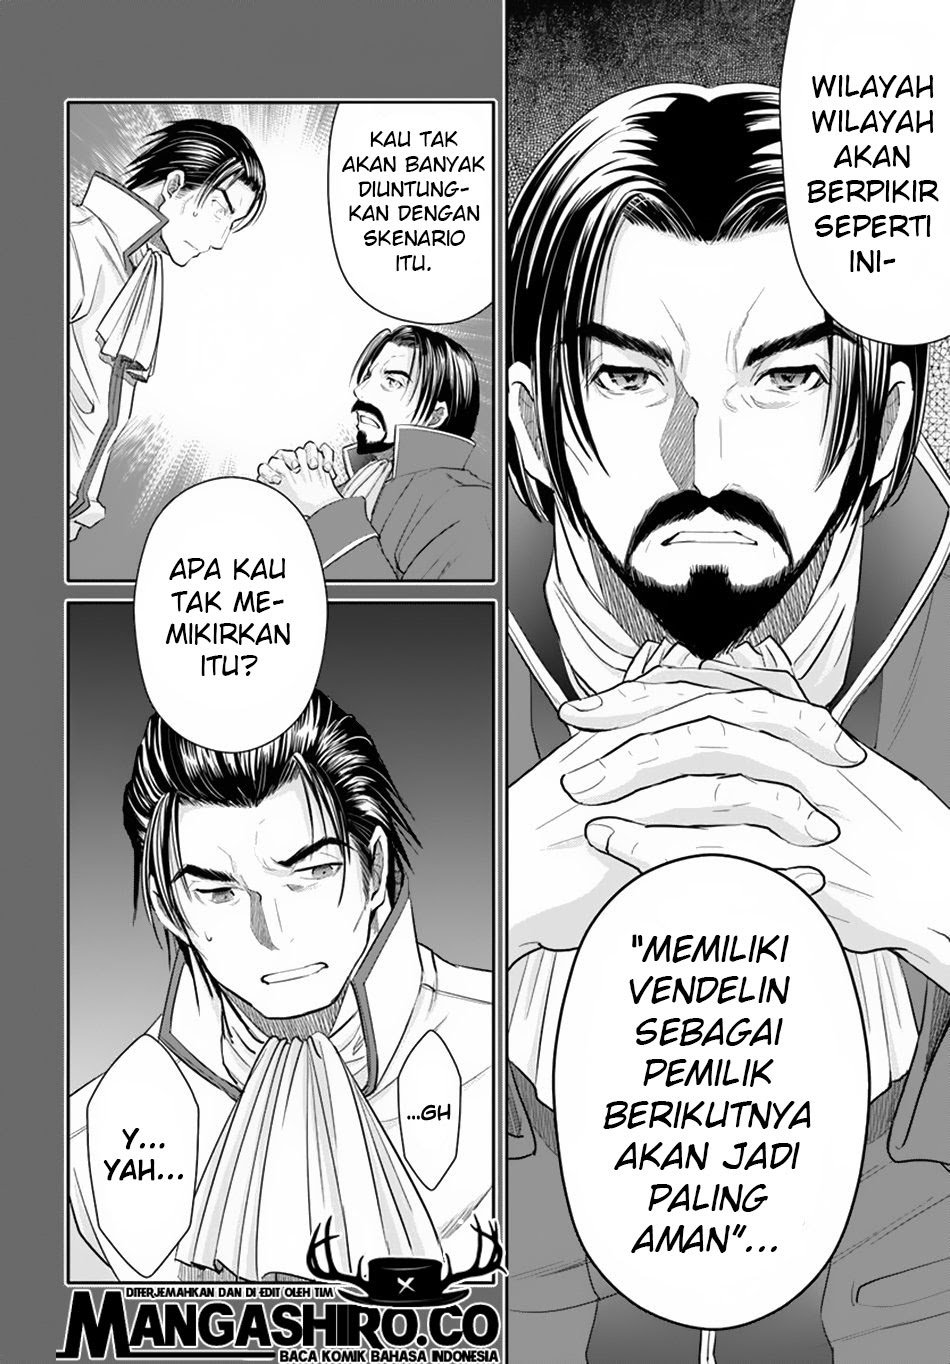 WILAYAH
WILAYAH
AKAN
BERPIKIR
SEPERTI
INI-
"MEMILIKI
VENDELIN
SEBAGAI
PEMILIK
BERIKUTNYA
AKAN JADI
PALING
AMAN"...
KAU TAK
AKAN BANYAK
DIUNTUNG-
KAN DENGAN
SKENARIO
ITU.
APA KAU
TAK ME-
MIKIRKAN
ITU?
...GH
Y...
YAH...
DITERJEMAHKAN DAN DI EDIT OLEH TIM
MANGASHIRO.CO
BACA KOMIK BAHASA INDONESIA